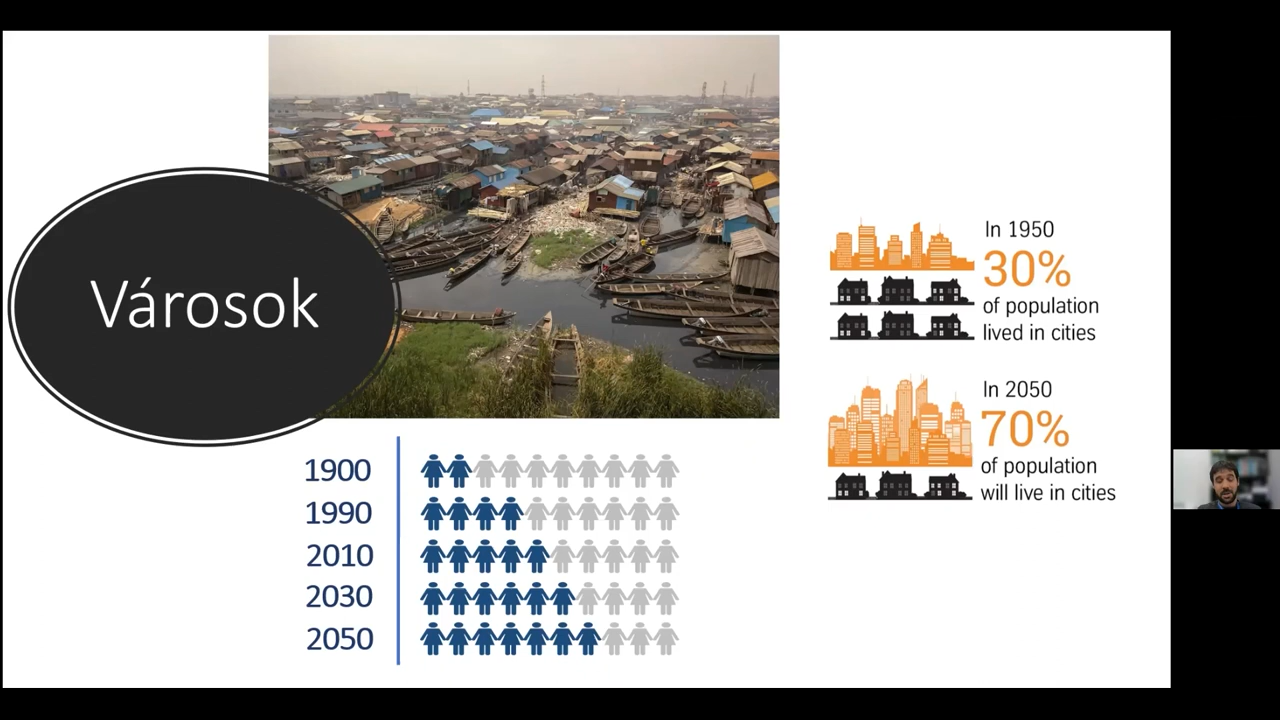 Városok
In 1950
30%
of population
lived in cities
In 2050
70%
of population
will live in cities
1900
1990
2010
2030
2050